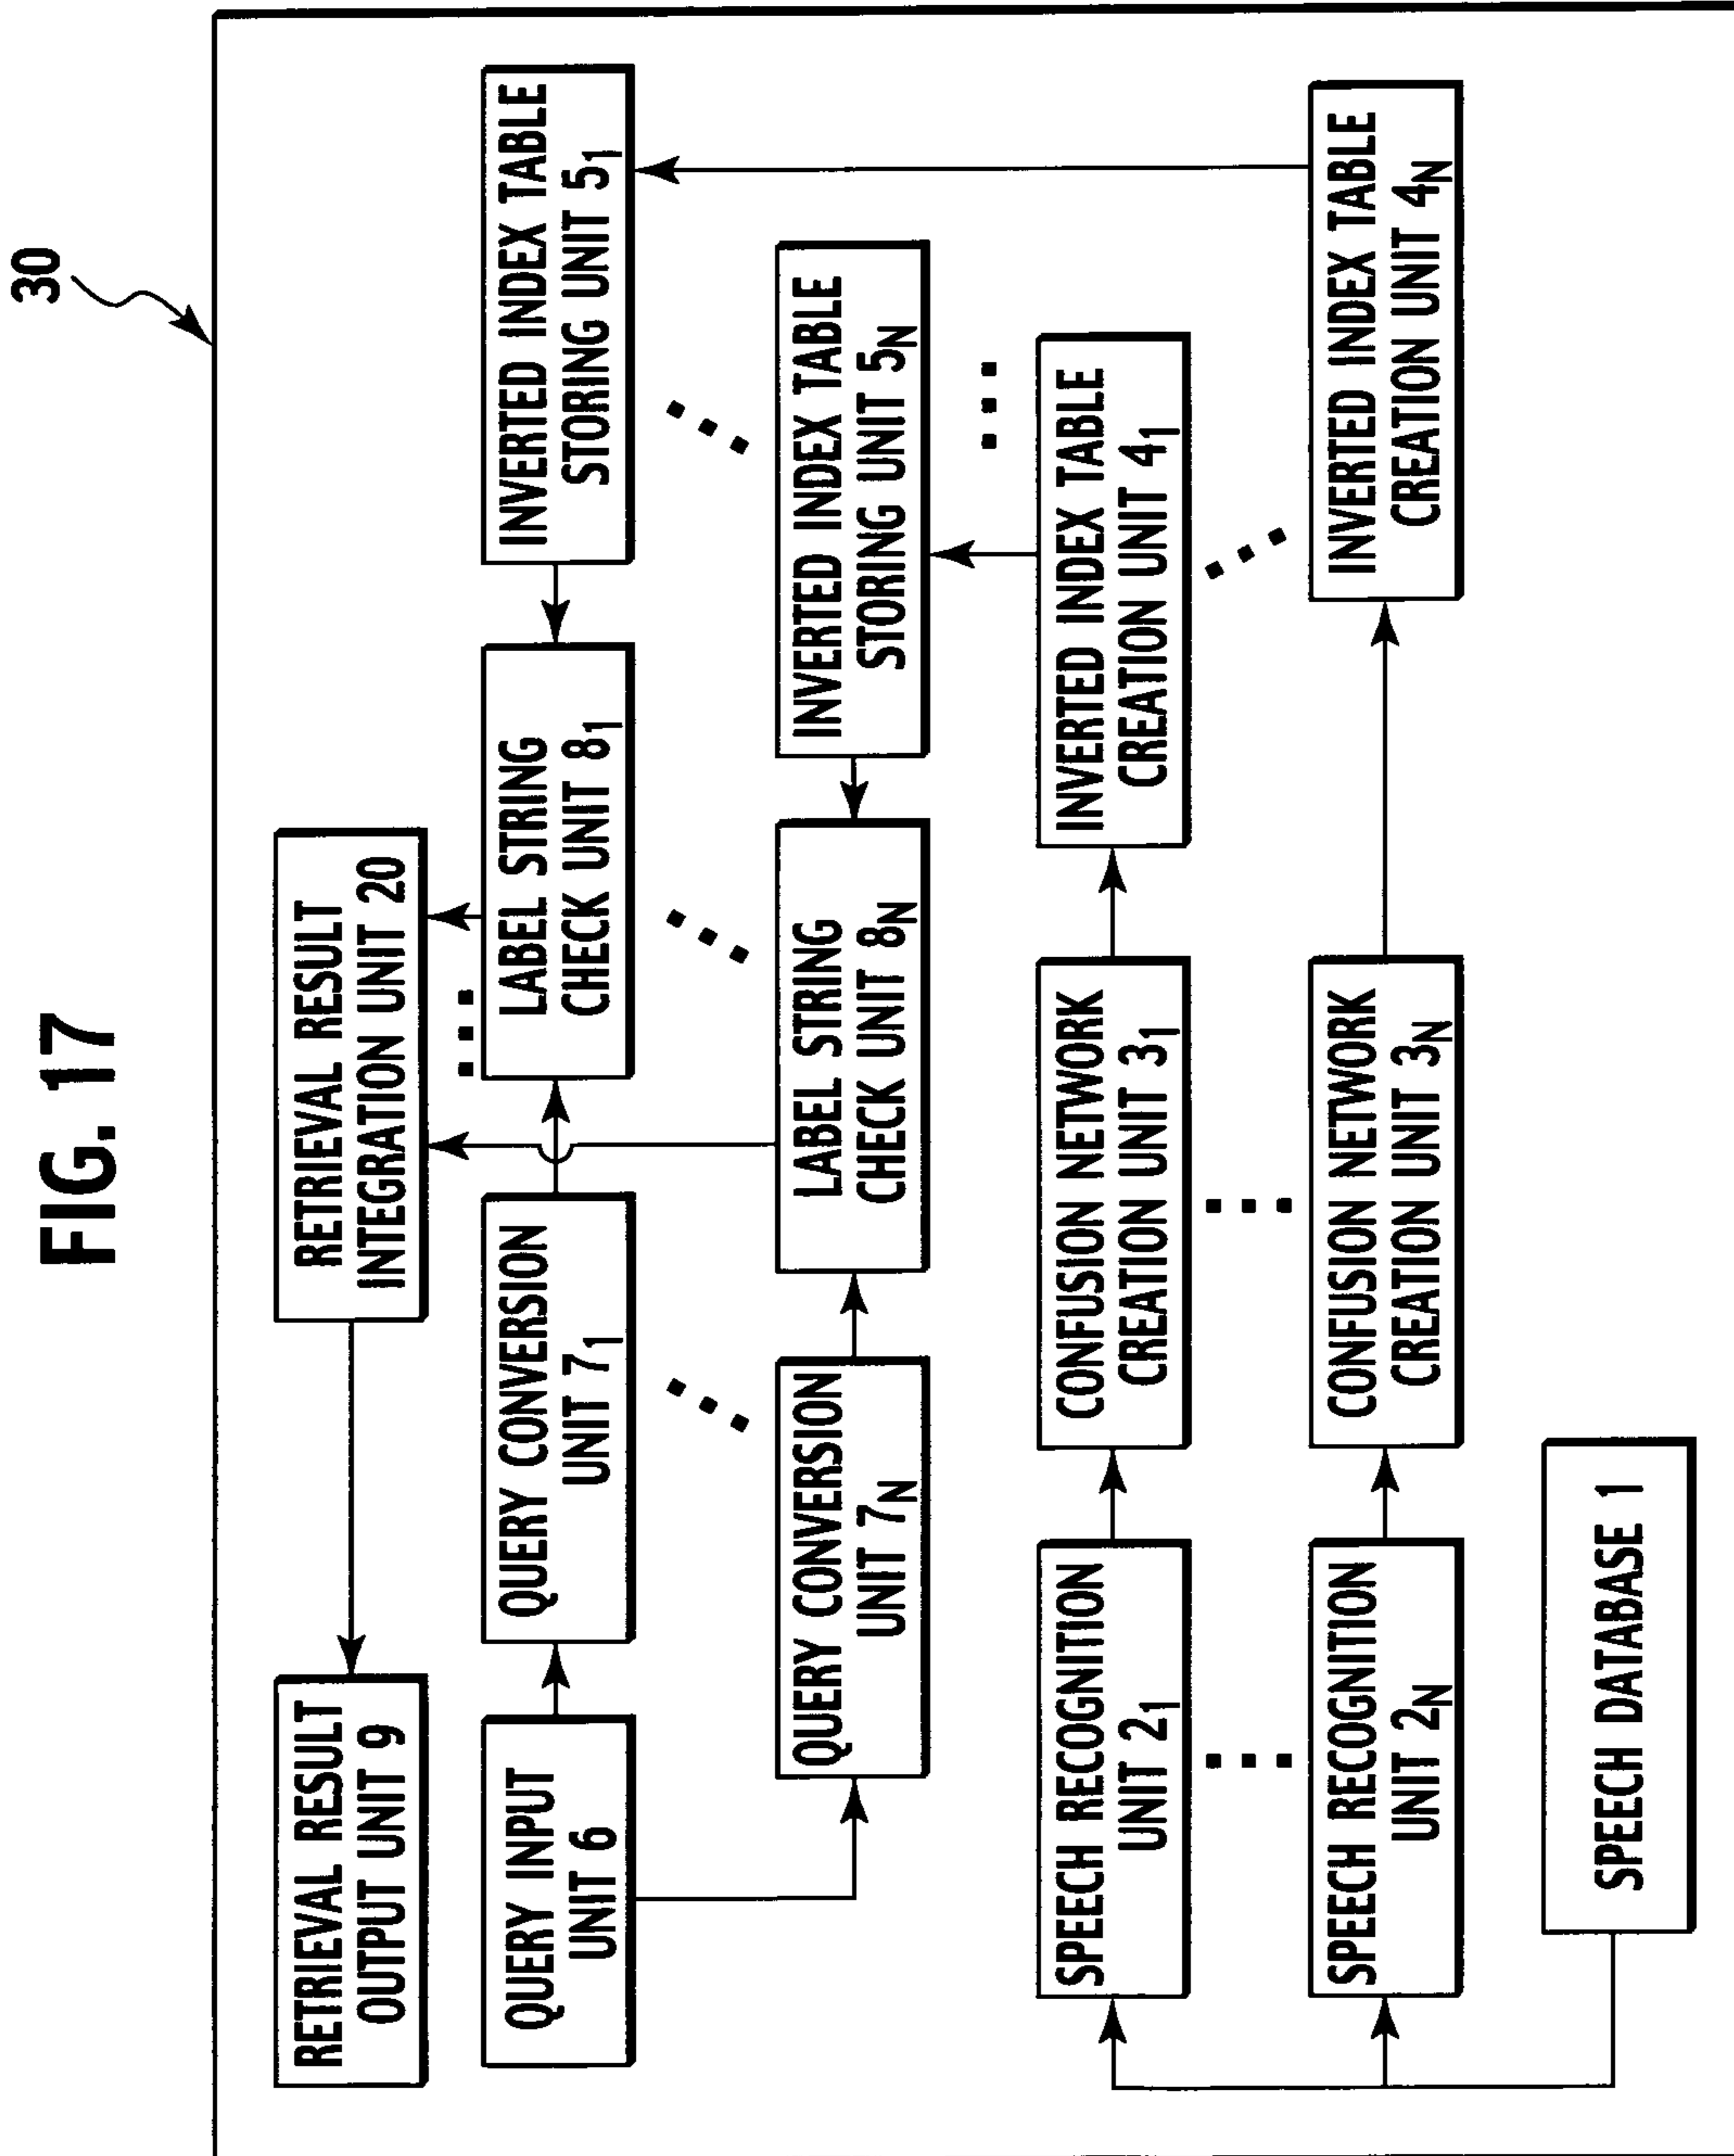 FIG. 17
30
RETRIEVAL RESULT
OUTPUT UNIT 9
RETRIEVAL RESULT
INTEGRATION UNIT 20
QUERY INPUT
UNIT 6
QUERY CONVERSION
UNIT 7₁
LABEL STRING
CHECK UNIT 8₁
INVERTED INDEX TABLE
STORING UNIT 5₁
QUERY CONVERSION
UNIT 7N
LABEL STRING
CHECK UNIT 8N
INVERTED INDEX TABLE
STORING UNIT 5N
SPEECH RECOGNITION
UNIT 2₁
CONFUSION NETWORK
CREATION UNIT 3₁
INVERTED INDEX TABLE
CREATION UNIT 4₁
SPEECH RECOGNITION
UNIT 2N
CONFUSION NETWORK
CREATION UNIT 3N
INVERTED INDEX TABLE
CREATION UNIT 4N
SPEECH DATABASE 1